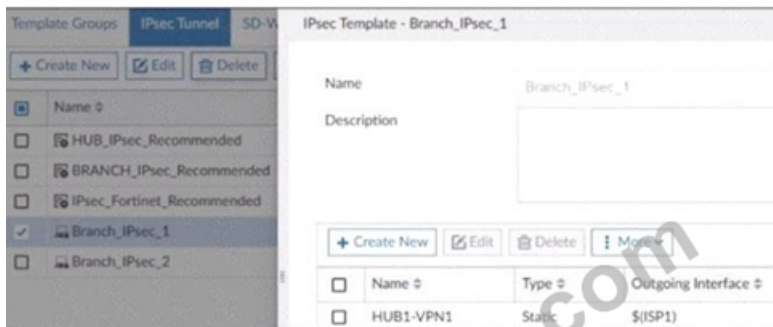 Template Groups IPsec Tunnel SD-W
+ Create New Edit Delete
Name
HUB_IPsec_Recommended
BRANCH_IPsec_Recommended
IPsec_Fortinet_Recommended
Branch_IPsec_1
Branch_IPsec_2
IPsec Template - Branch_IPsec_1
Name Branch_IPsec_1
Description
+ Create New Edit Delete More
Name Type Outgoing Interface
HUB1-VPN1 Static $(ISP1)
com